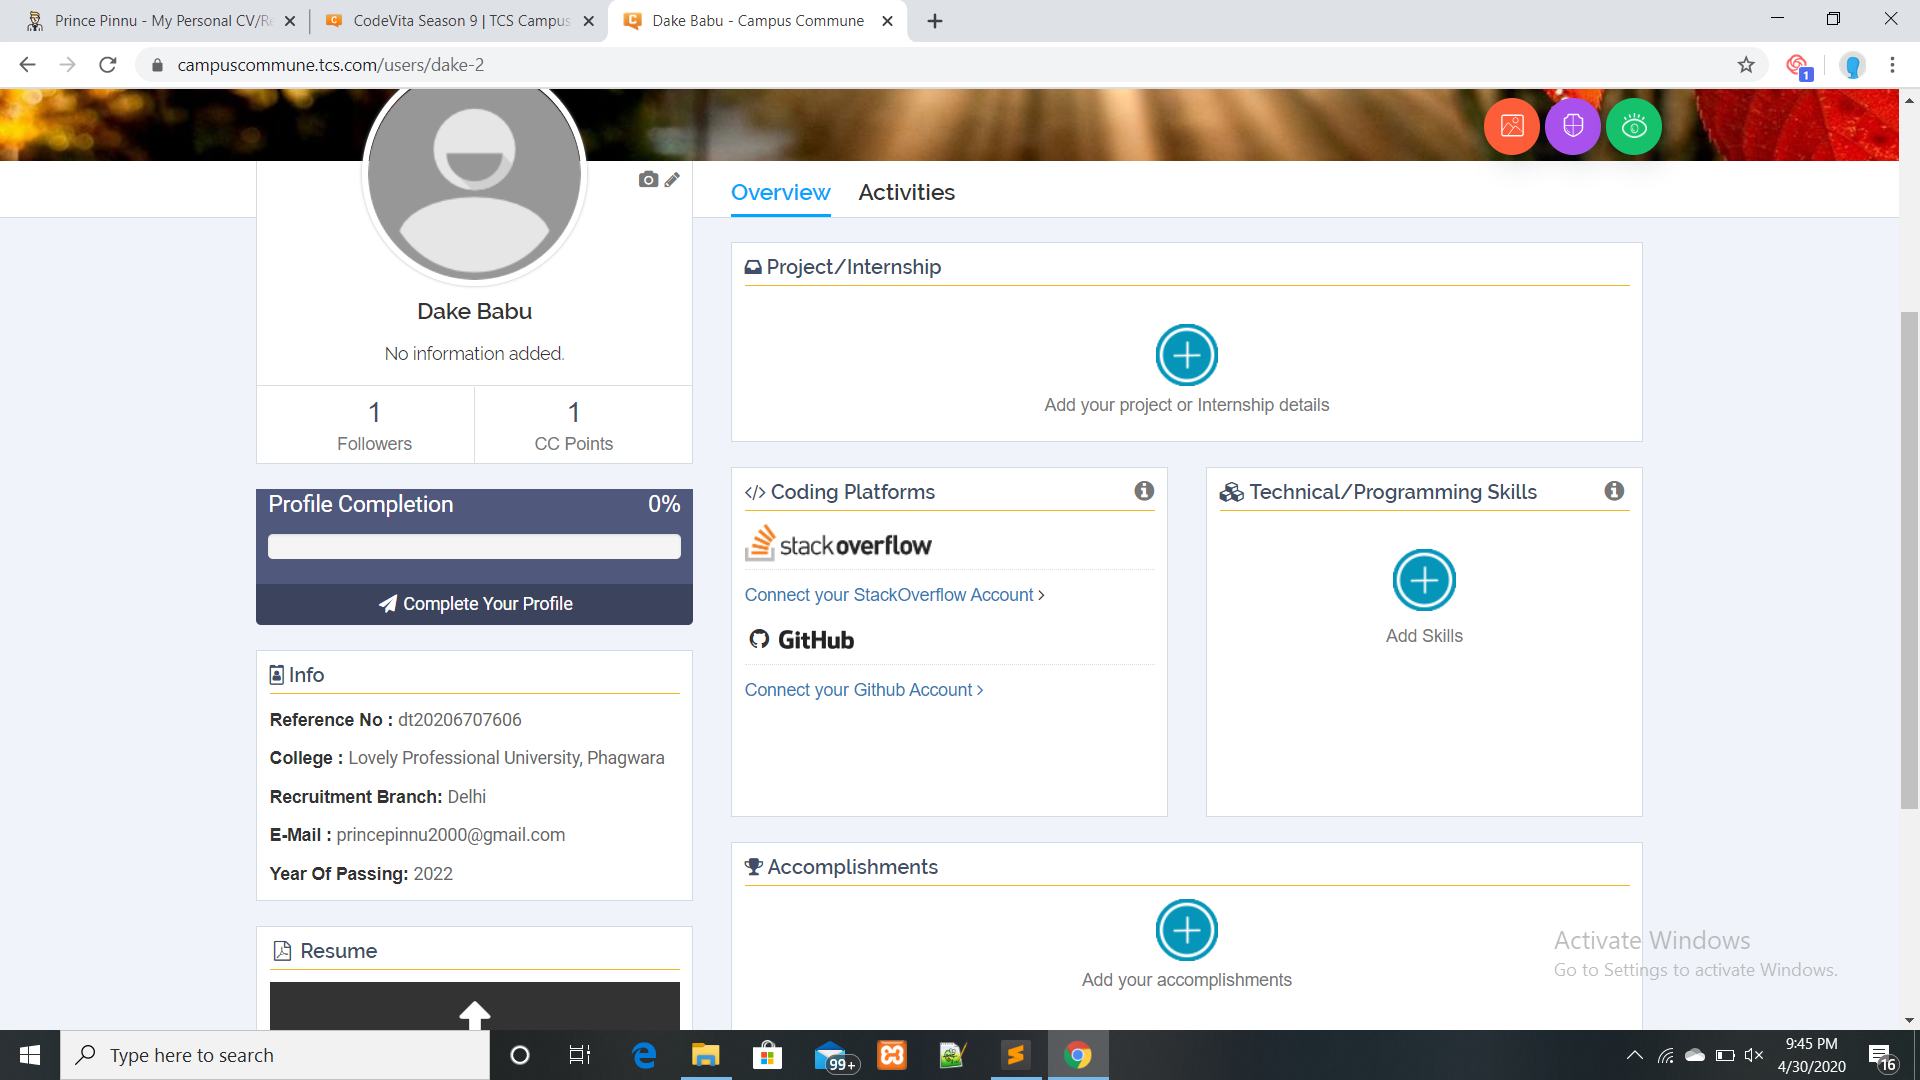 Prince Pinnu - My Personal CV/Re
CodeVita Season 9 | TCS Campus
Dake Babu - Campus Commune
campuscommune.tcs.com/users/dake-2
1
Overview
Activities
Dake Babu
No information added.
1
Followers
1
CC Points
Profile Completion
0%
Complete Your Profile
Info
Reference No : dt20206707606
College : Lovely Professional University, Phagwara
Recruitment Branch: Delhi
E-Mail : princepinnu2000@gmail.com
Year Of Passing: 2022
Resume
Project/Internship
Add your project or Internship details
</> Coding Platforms
stackoverflow
Connect your StackOverflow Account >
GitHub
Connect your Github Account >
Technical/Programming Skills
Add Skills
Accomplishments
Add your accomplishments
Activate Windows
Go to Settings to activate Windows.
Type here to search
99+
9:45 PM
4/30/2020
16